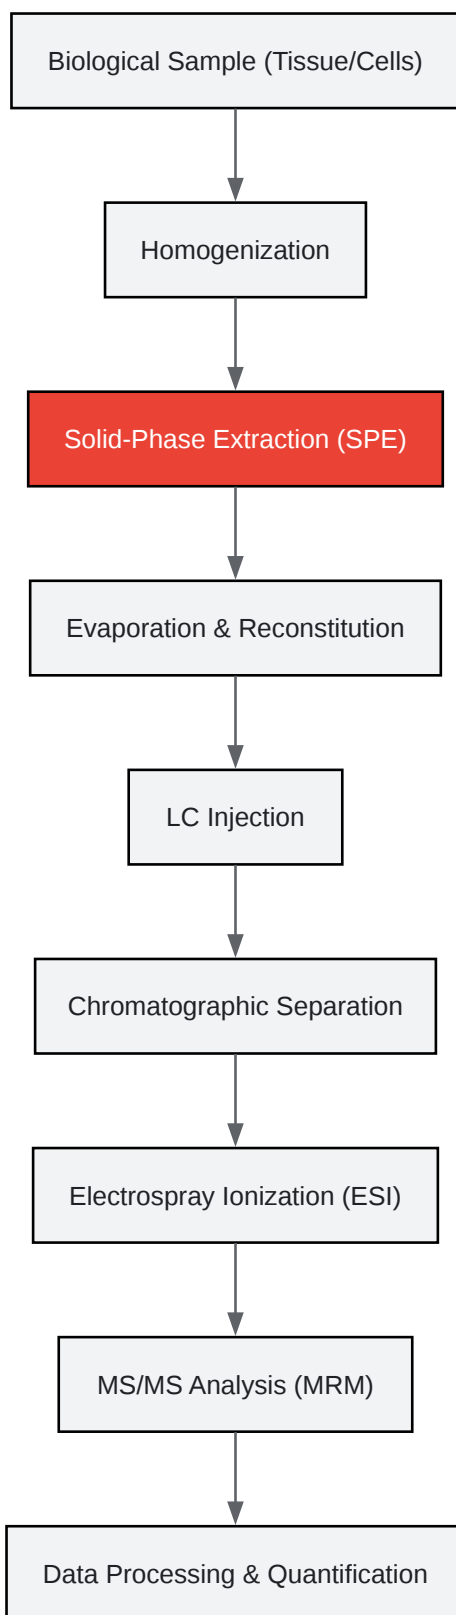 Biological Sample (Tissue/Cells)
Homogenization
Solid-Phase Extraction (SPE)
Evaporation & Reconstitution
LC Injection
Chromatographic Separation
Electrospray Ionization (ESI)
MS/MS Analysis (MRM)
Data Processing & Quantification